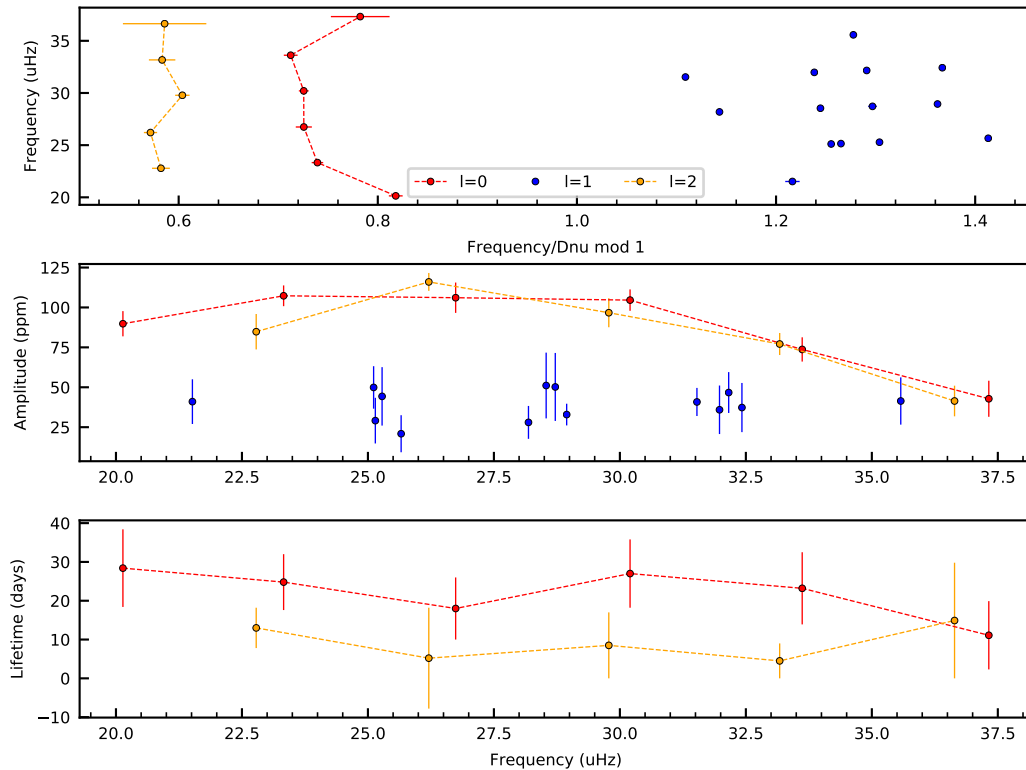 Frequency (uHz)
35
30
25
20
l=0 l=1 l=2
0.6 0.8 1.0 1.2 1.4
Frequency/Dnu mod 1
Amplitude (ppm)
125
100
75
50
25
20.0 22.5 25.0 27.5 30.0 32.5 35.0 37.5
Lifetime (days)
40
30
20
10
0
−10
20.0 22.5 25.0 27.5 30.0 32.5 35.0 37.5
Frequency (uHz)